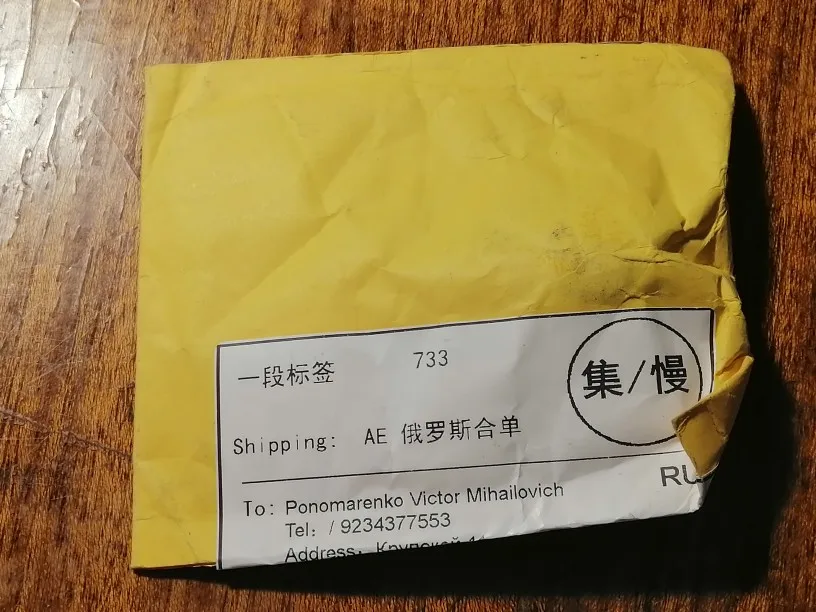 一段标签 733
集/慢
Shipping: AE 俄罗斯合单
RU
To: Ponomarenko Victor Mihailovich
Tel: / 9234377553
Address: Крупской